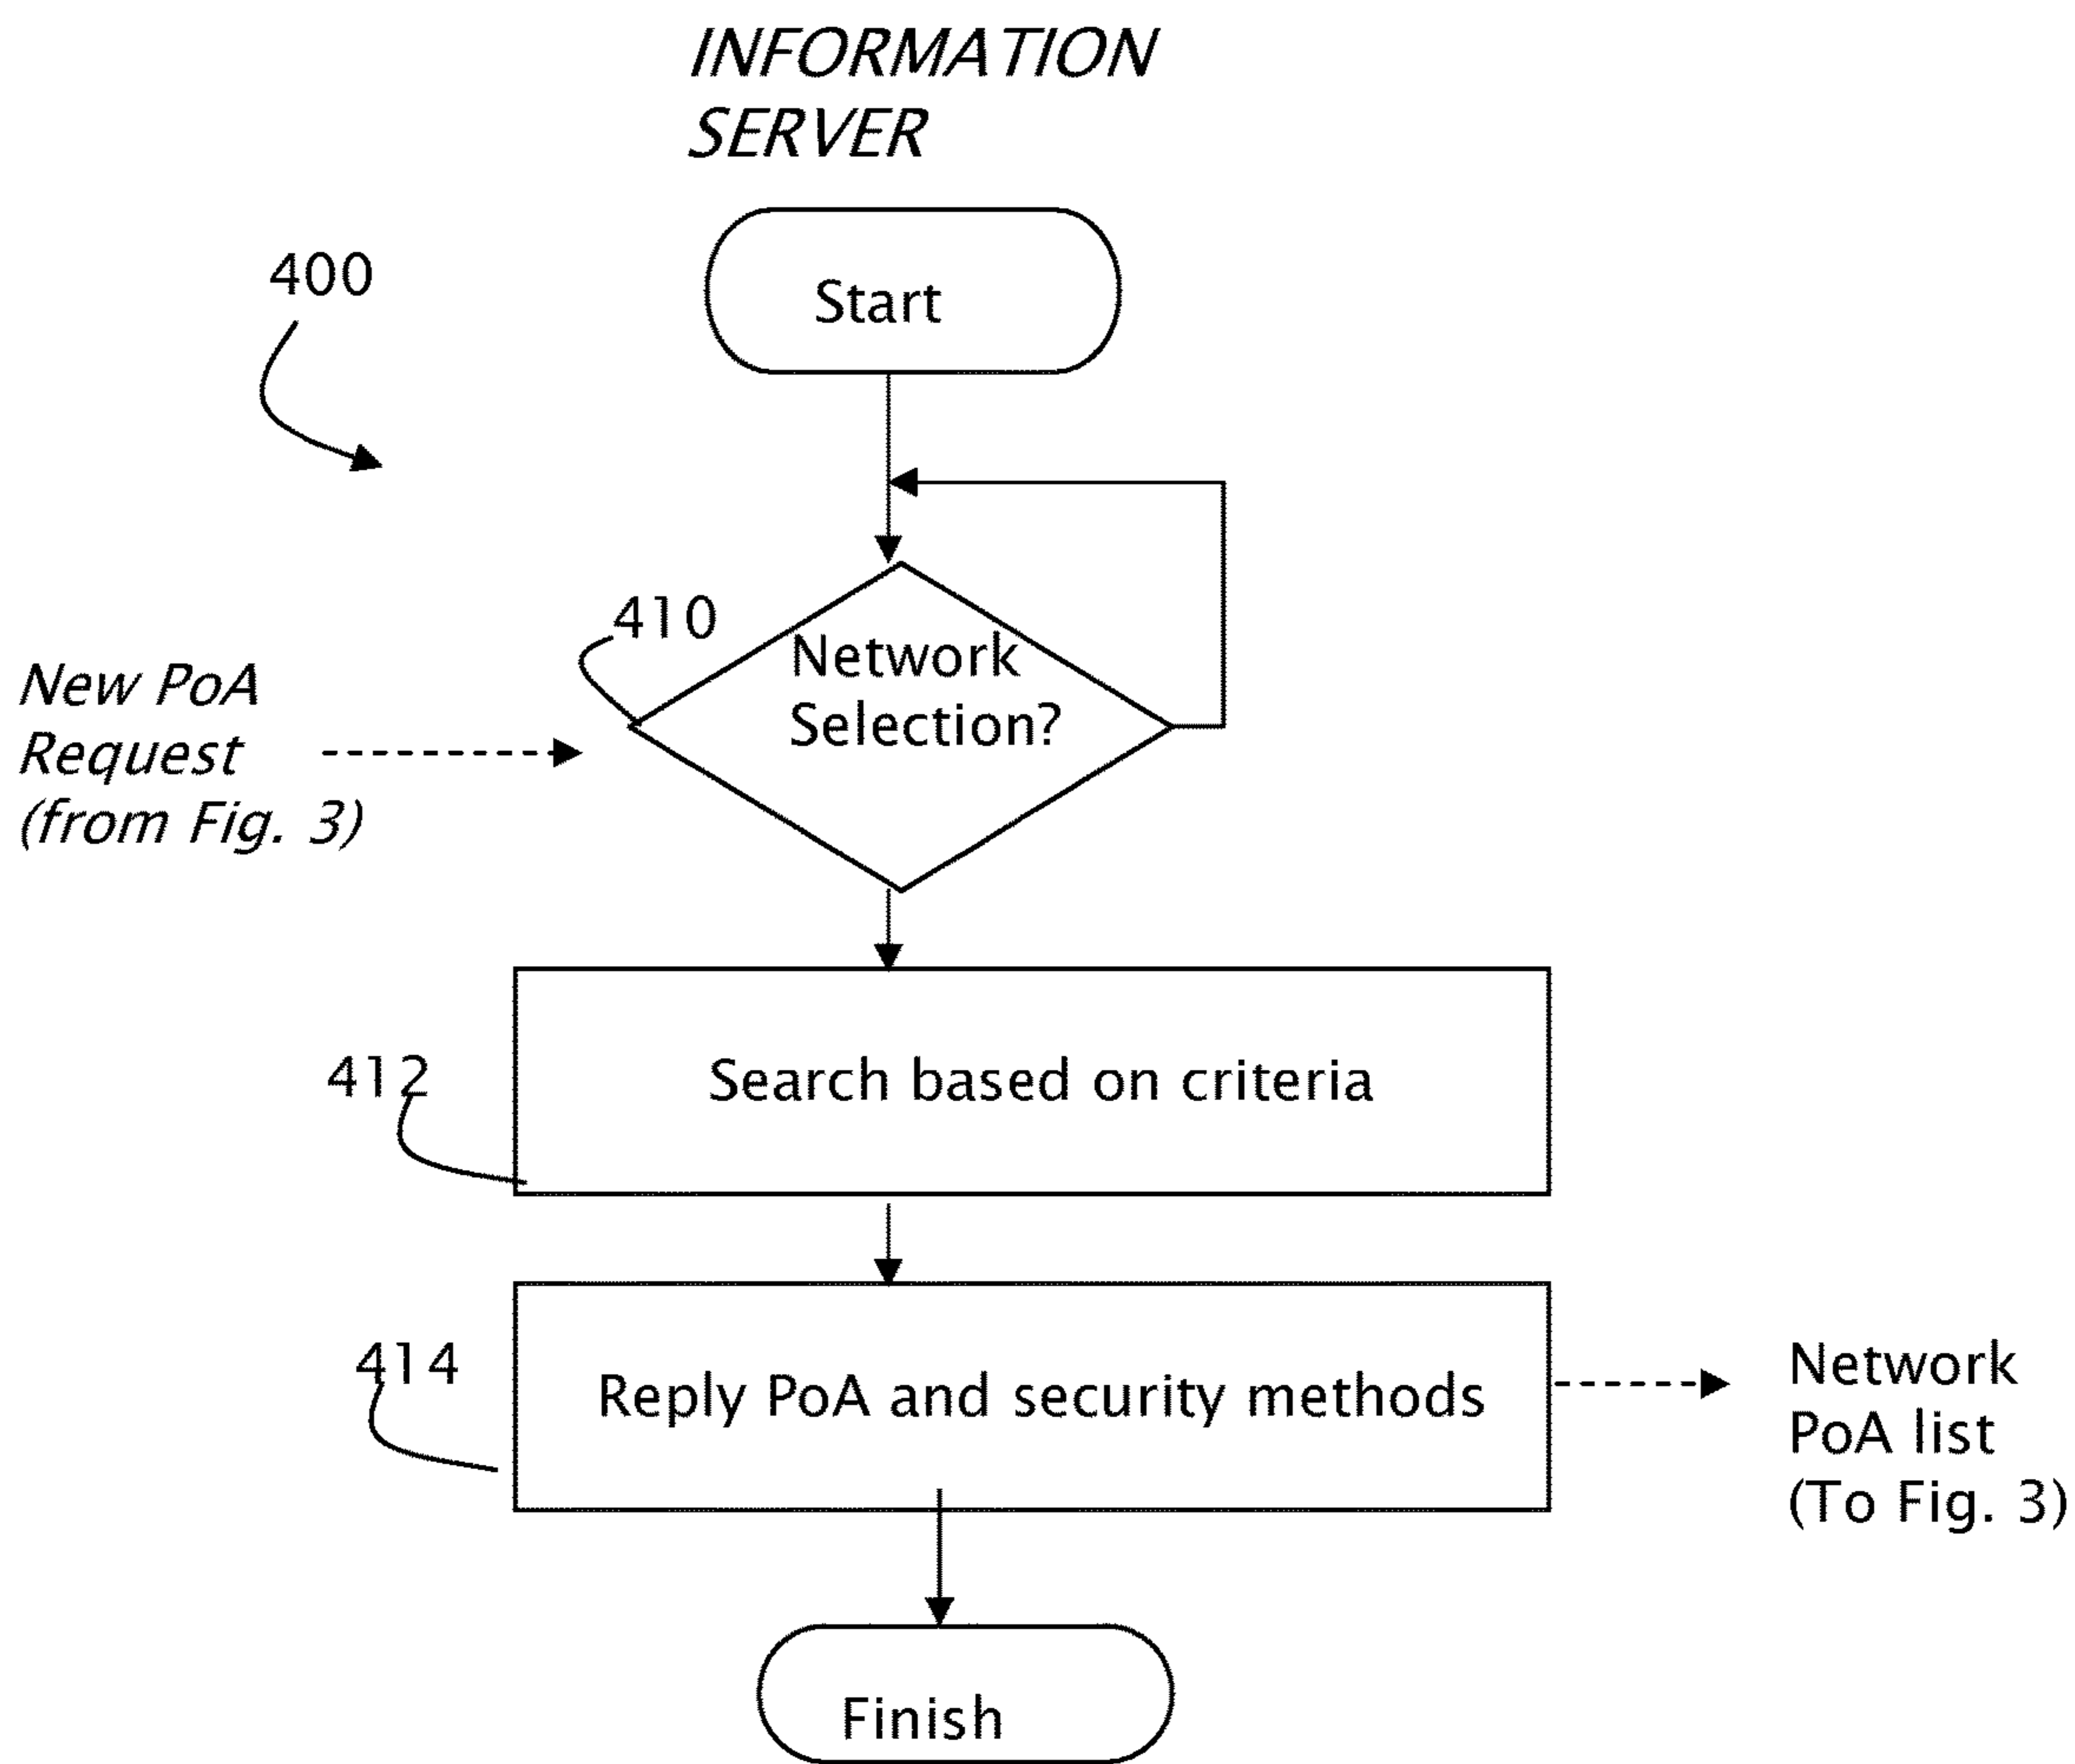 INFORMATION
SERVER
400
Start
410
Network
Selection?
New PoA
Request
(from Fig. 3)
412
Search based on criteria
414
Reply PoA and security methods
Network
PoA list
(To Fig. 3)
Finish